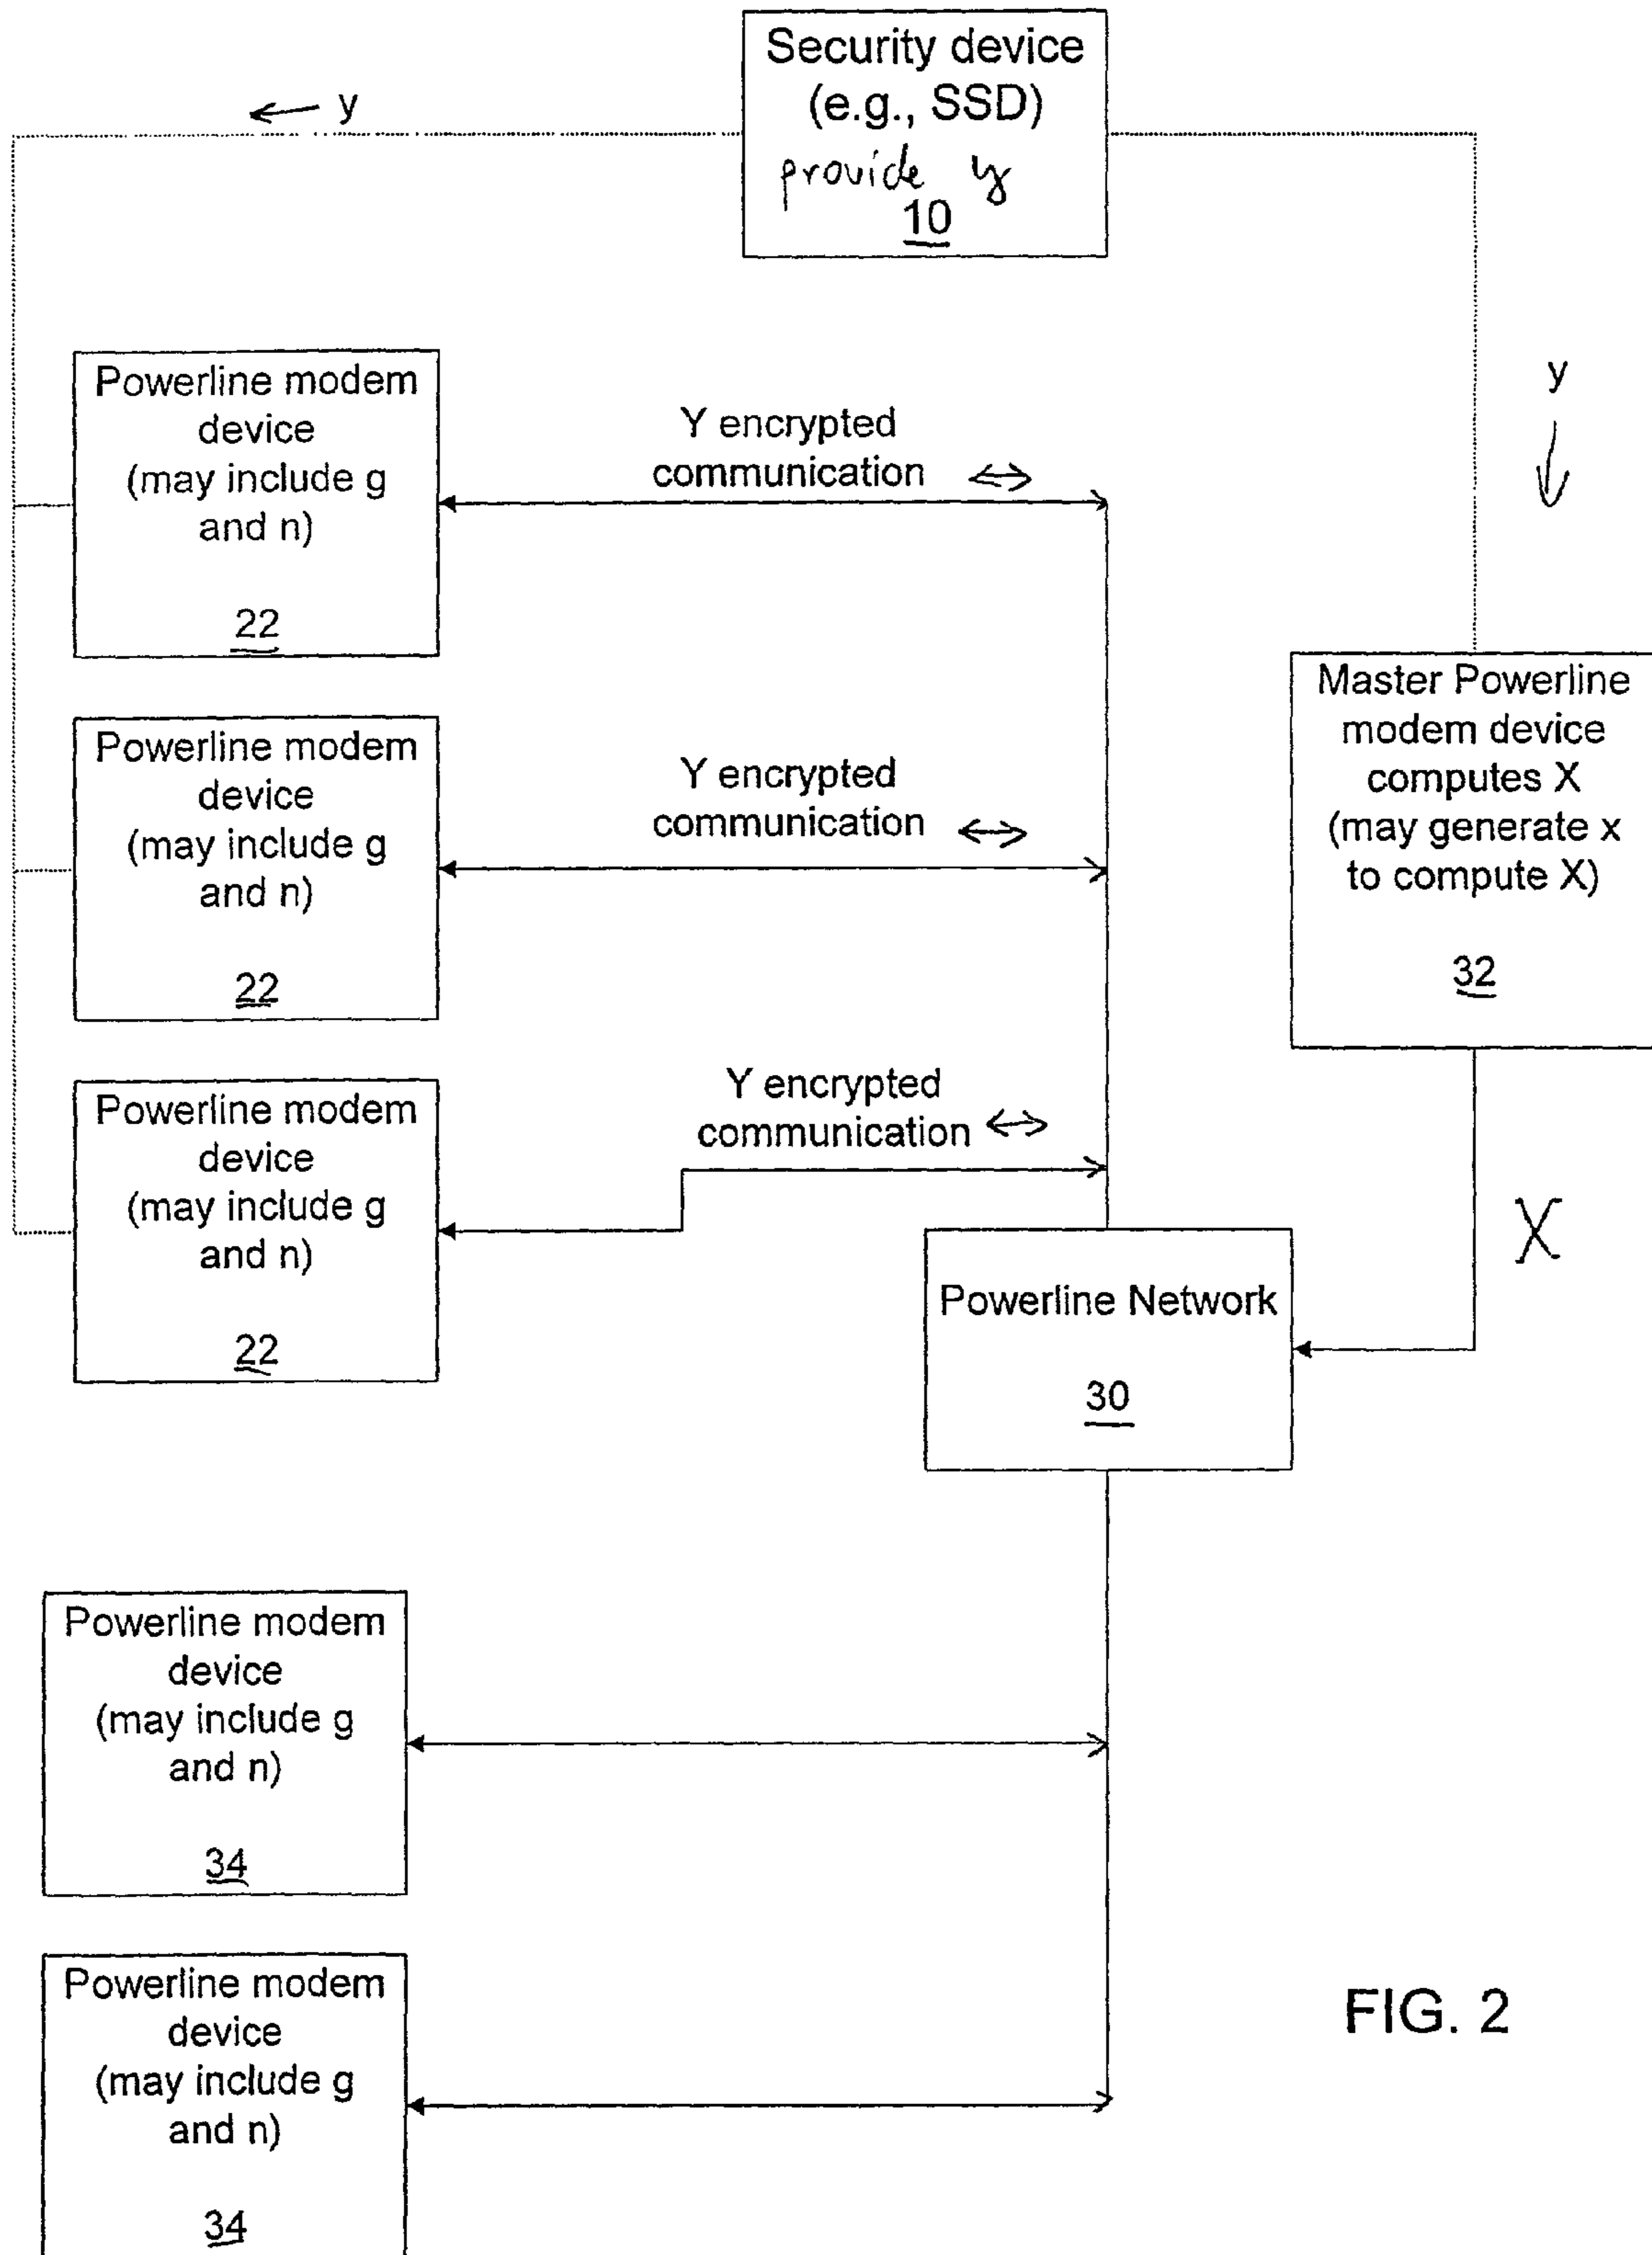 Security device
(e.g., SSD)
provide y
10
← y
Powerline modem
device
(may include g
and n)
22
Y encrypted
communication ↔
y
↓
Powerline modem
device
(may include g
and n)
22
Y encrypted
communication ↔
Master Powerline
modem device
computes X
(may generate x
to compute X)
32
Powerline modem
device
(may include g
and n)
22
Y encrypted
communication ↔
X
Powerline Network
30
Powerline modem
device
(may include g
and n)
34
Powerline modem
device
(may include g
and n)
34
FIG. 2